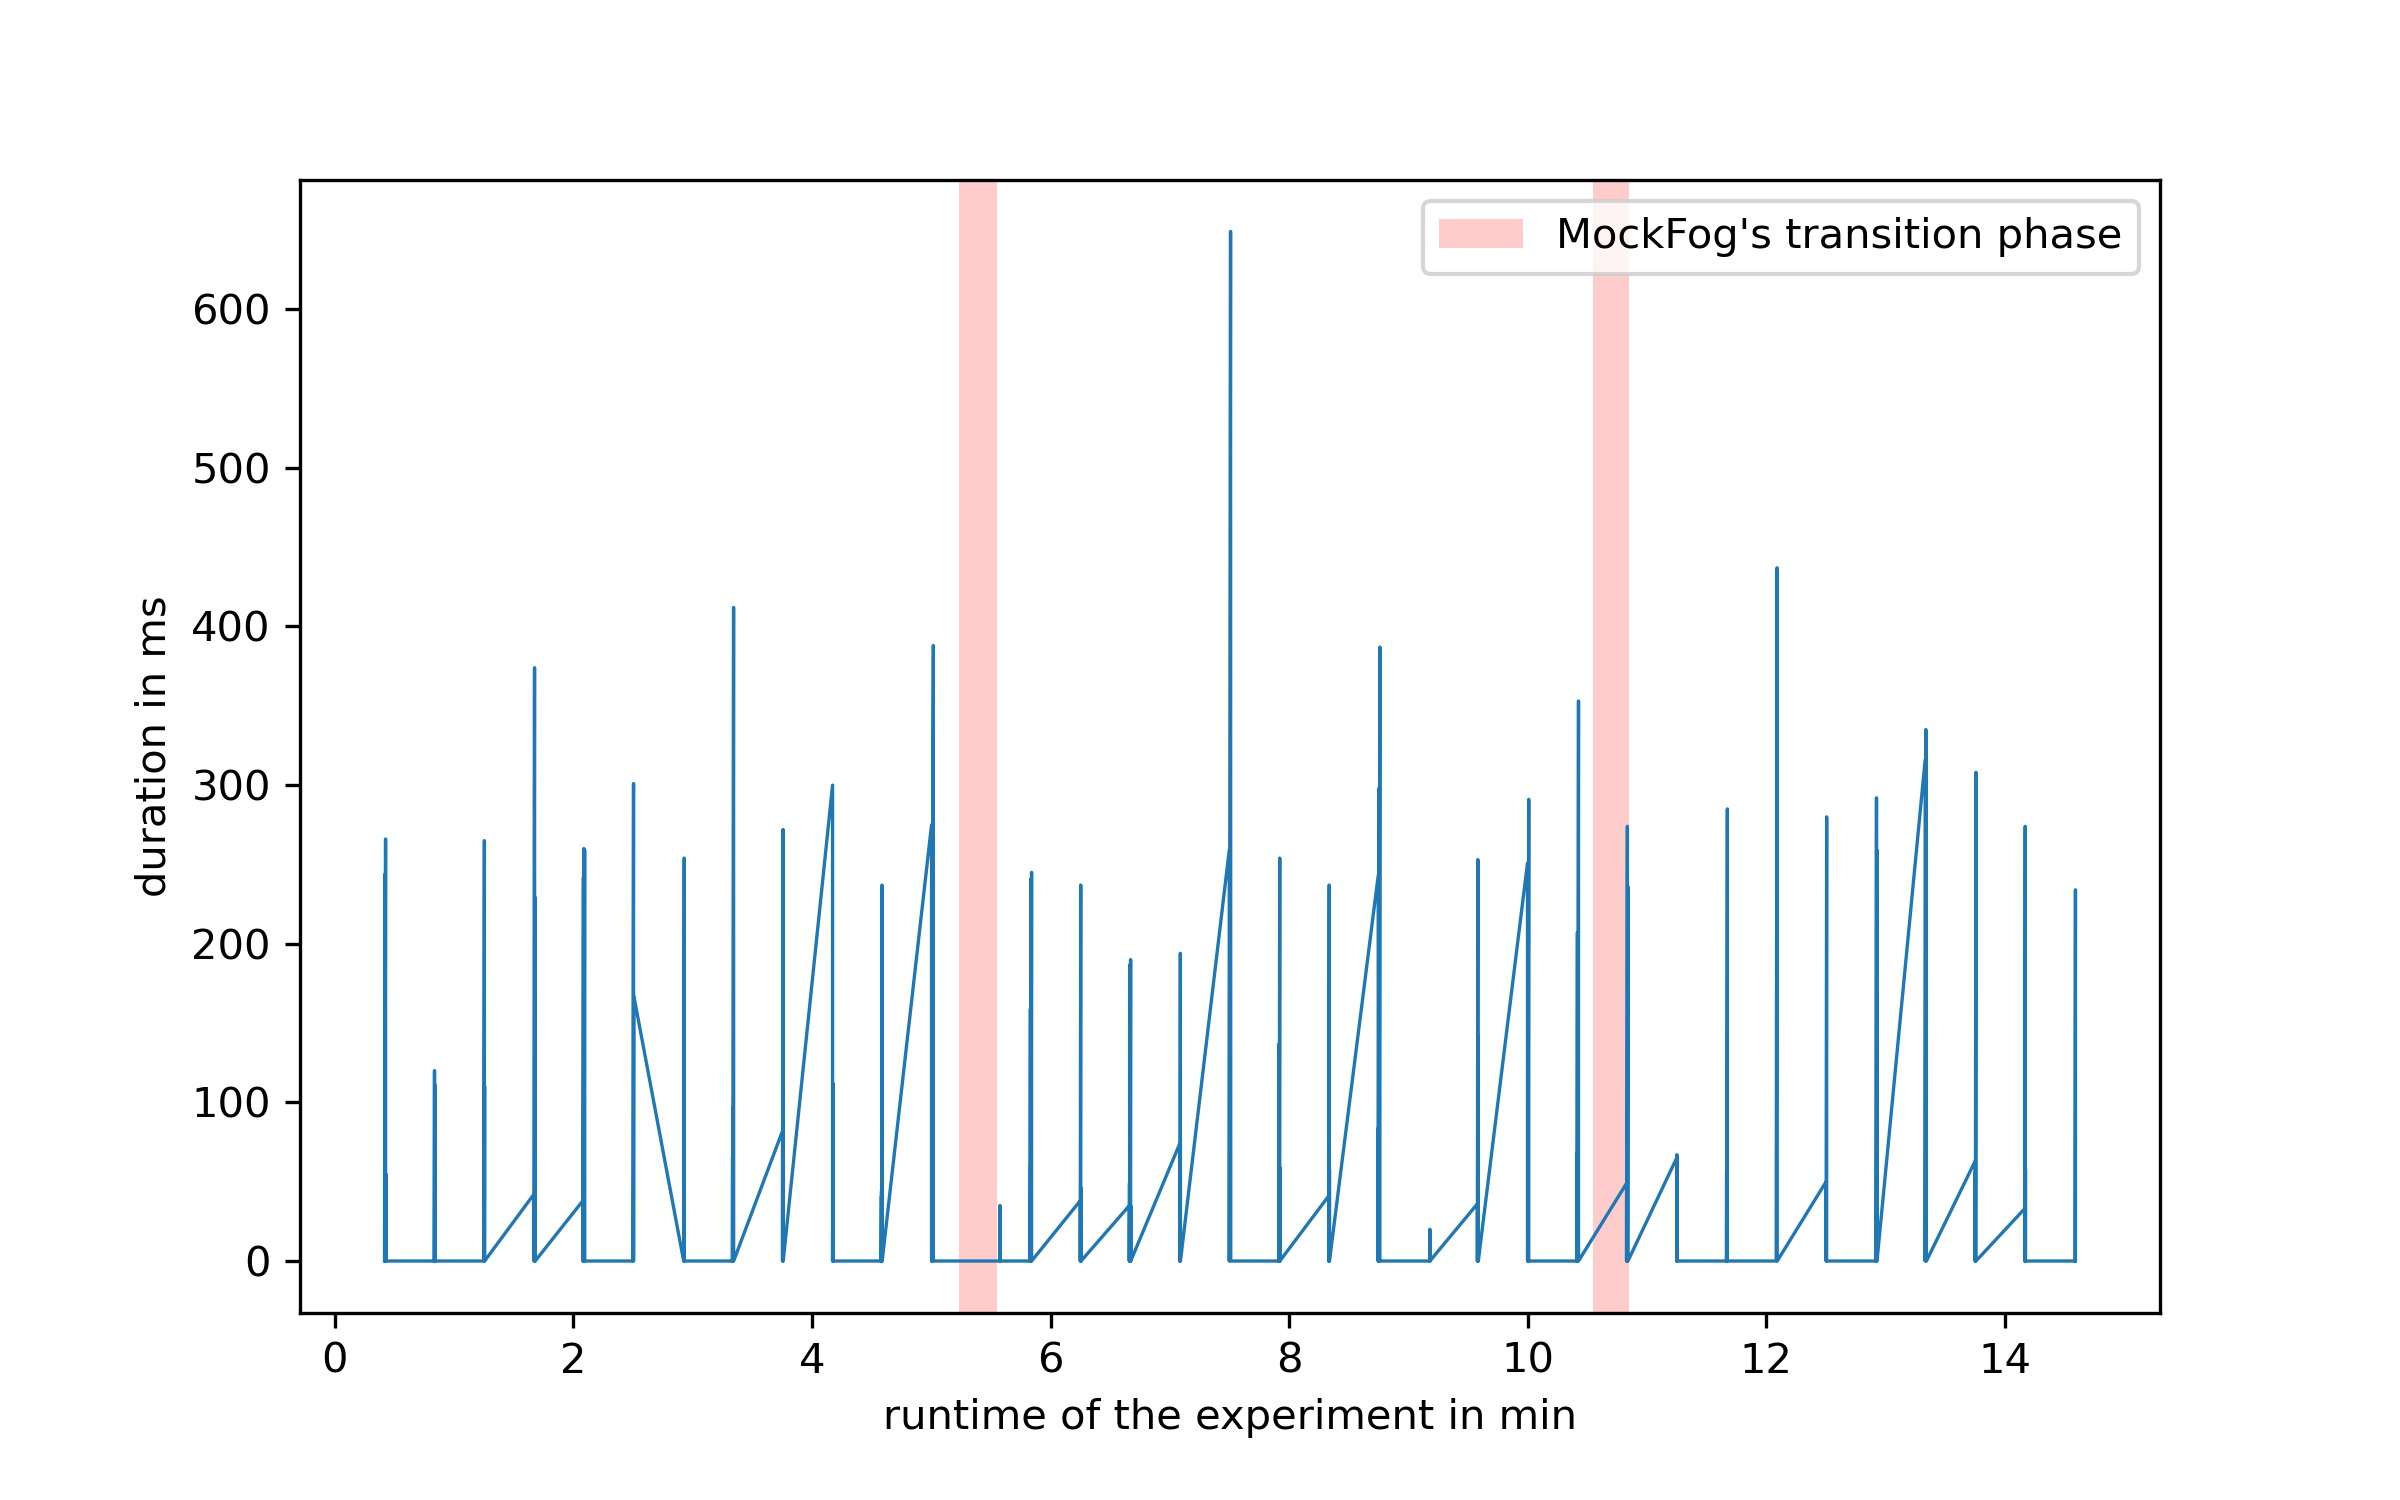 MockFog's transition phase
600
500
400
300
200
100
0
duration in ms
0 2 4 6 8 10 12 14
runtime of the experiment in min